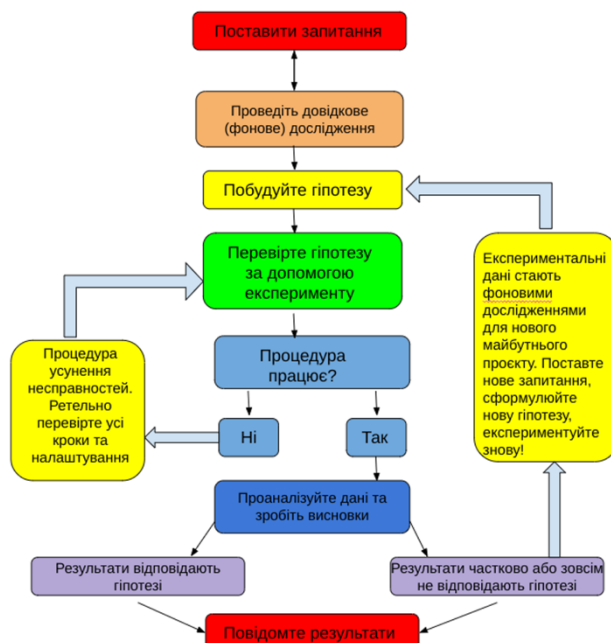 Поставити запитання
Проведіть довідкове
(фонове) дослідження
Побудуйте гіпотезу
Перевірте гіпотезу
за допомогою
експерименту
Експериментальні
дані стають
фоновими
дослідженнями
для нового
майбутнього
проєкту. Поставте
нове запитання,
сформулюйте
нову гіпотезу,
експериментуйте
знову!
Процедура
усунення
несправностей.
Ретельно
перевірте усі
кроки та
налаштування
Процедура
працює?
Ні
Так
Проаналізуйте дані та
зробіть висновки
Результати відповідають
гіпотезі
Результати частково або зовсім
не відповідають гіпотезі
Повідомте результати